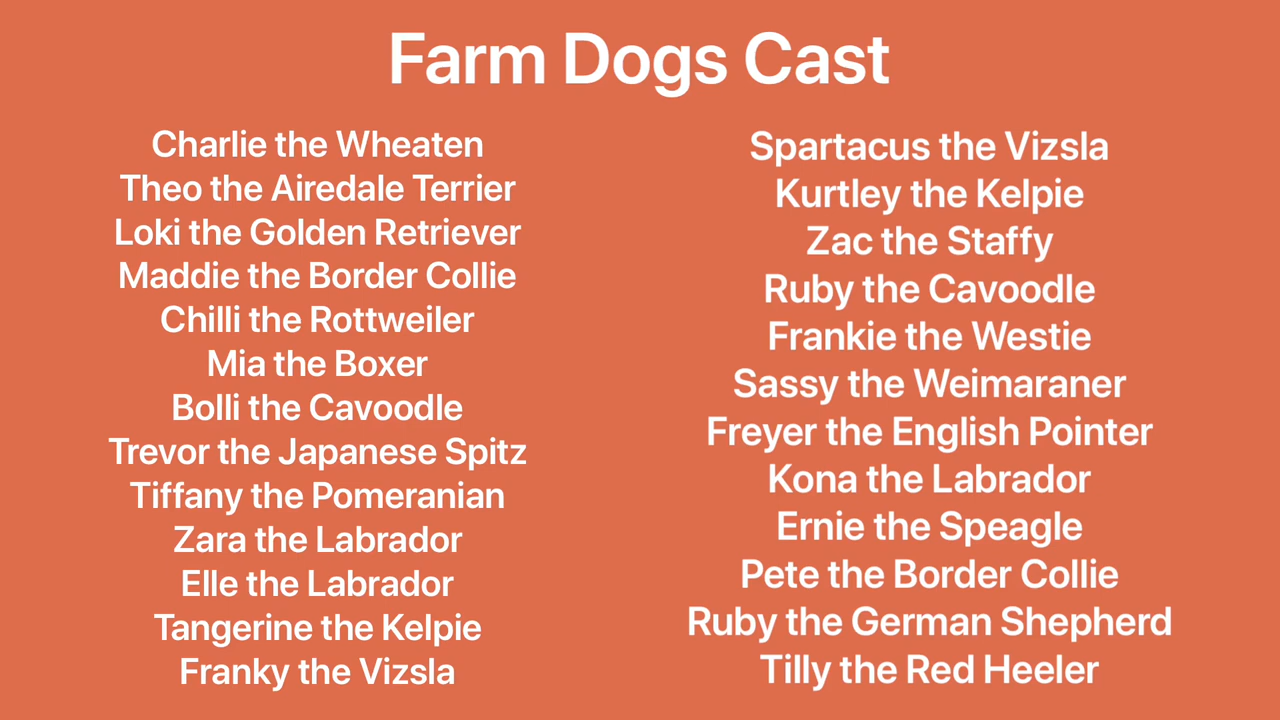 Farm Dogs Cast
Charlie the Wheaten
Theo the Airedale Terrier
Loki the Golden Retriever
Maddie the Border Collie
Chilli the Rottweiler
Mia the Boxer
Bolli the Cavoodle
Trevor the Japanese Spitz
Tiffany the Pomeranian
Zara the Labrador
Elle the Labrador
Tangerine the Kelpie
Franky the Vizsla
Spartacus the Vizsla
Kurtley the Kelpie
Zac the Staffy
Ruby the Cavoodle
Frankie the Westie
Sassy the Weimaraner
Freyer the English Pointer
Kona the Labrador
Ernie the Speagle
Pete the Border Collie
Ruby the German Shepherd
Tilly the Red Heeler